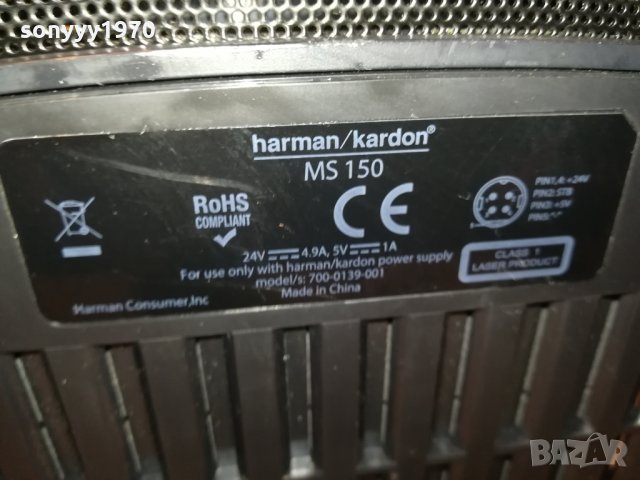 sonyyy1970
harman/kardon®
MS 150
RoHS
COMPLIANT
CE
PIN1,4: +24V
PIN2: STB
PIN3: +5V
PIN5: "-"
24V 4.9A, 5V 1A
CLASS 1
LASER PRODUCT
For use only with harman/kardon power supply
model/s: 700-0139-001
Made in China
Harman Consumer,Inc
BAZAR